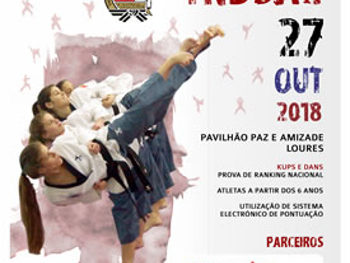 27
OUT
2018
PAVILHÃO PAZ E AMIZADE
LOURES
KUPS E DANS
PROVA DE RANKING NACIONAL
ATLETAS A PARTIR DOS 6 ANOS
UTILIZAÇÃO DE SISTEMA
ELECTRÓNICO DE PONTUAÇÃO
PARCEIROS